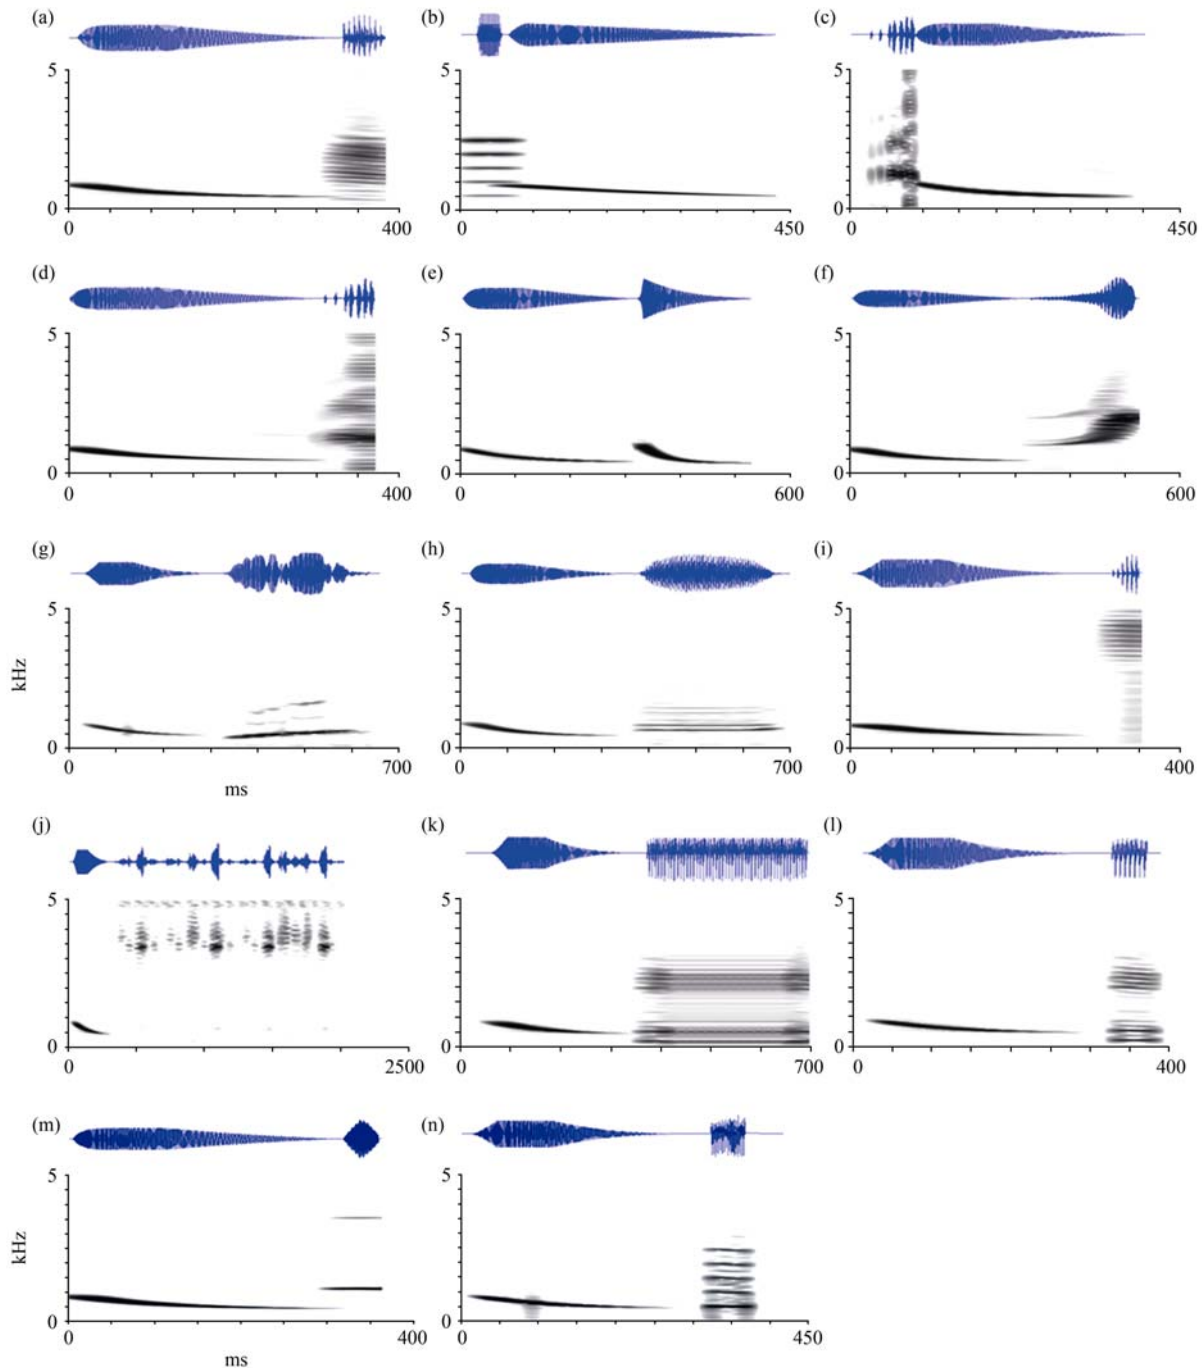 (a) (b) (c)
5 5 5
0 0 0
0 400 0 450 0 450
(d) (e) (f)
5 5 5
0 0 0
0 400 0 600 0 600
(g) (h) (i)
5 5 5
kHz
0 0 0
0 700 0 700 0 400
ms
(j) (k) (l)
5 5 5
0 0 0
0 2500 0 700 0 400
(m) (n)
5 5
kHz
0 0
0 400 0 450
ms